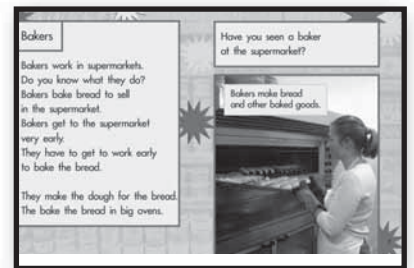 Bakers
Bakers work in supermarkets.
Do you know what they do?
Bakers bake bread to sell
in the supermarket.
Bakers get to the supermarket
very early.
They have to get to work early
to bake the bread.
They make the dough for the bread.
The bake the bread in big ovens.
Have you seen a baker
at the supermarket?
Bakers make bread
and other baked goods.